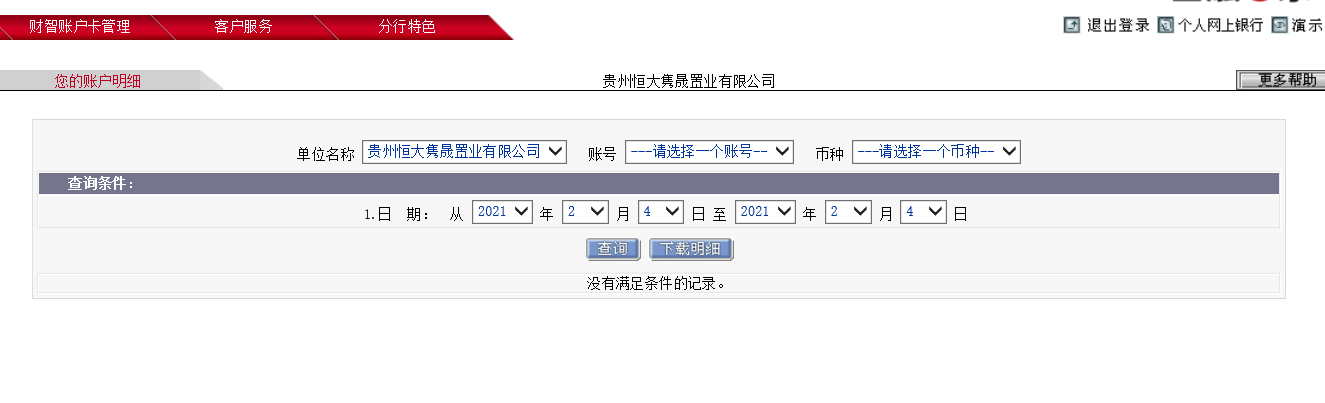 财智账户卡管理 客户服务 分行特色 退出登录 个人网上银行 演示
您的账户明细 贵州恒大隽晟置业有限公司 更多帮助
单位名称 贵州恒大隽晟置业有限公司 账号 ---请选择一个账号-- 币种 ---请选择一个币种--
查询条件：
1.日 期： 从 2021 年 2 月 4 日 至 2021 年 2 月 4 日
查询 下载明细
没有满足条件的记录。